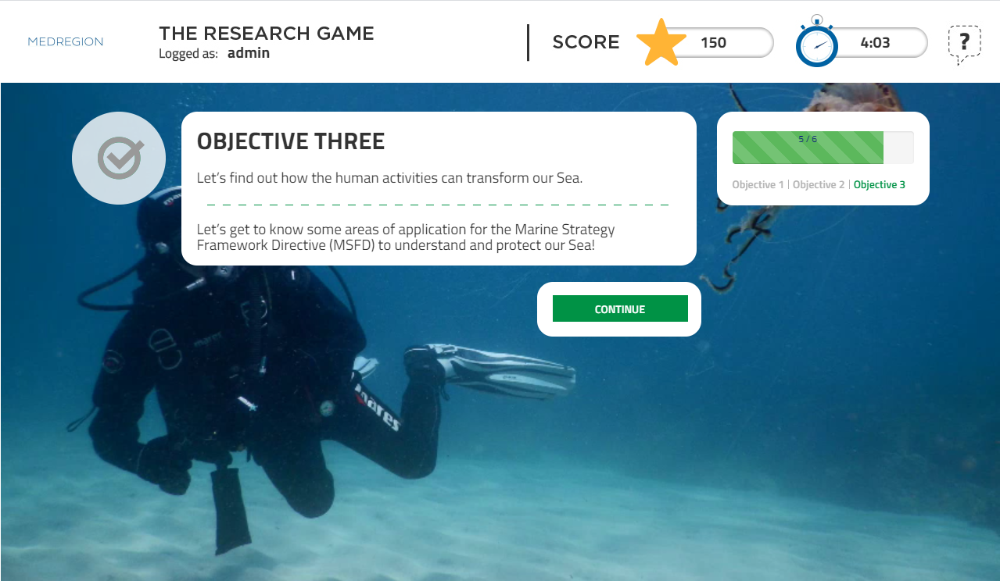 MEDREGION
THE RESEARCH GAME
Logged as: admin
SCORE
150
4:03
?
OBJECTIVE THREE
Let's find out how the human activities can transform our Sea.
Let's get to know some areas of application for the Marine Strategy
Framework Directive (MSFD) to understand and protect our Sea!
5 / 6
Objective 1 | Objective 2 | Objective 3
CONTINUE
mares
mares